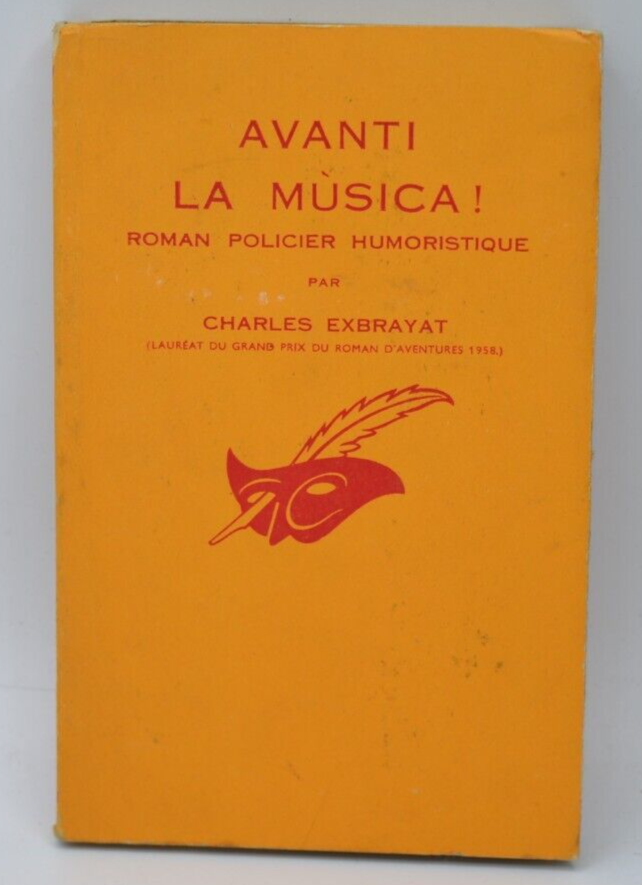 AVANTI
LA MÙSICA !
ROMAN POLICIER HUMORISTIQUE
PAR
CHARLES EXBRAYAT
(LAURÉAT DU GRAND PRIX DU ROMAN D'AVENTURES 1958.)